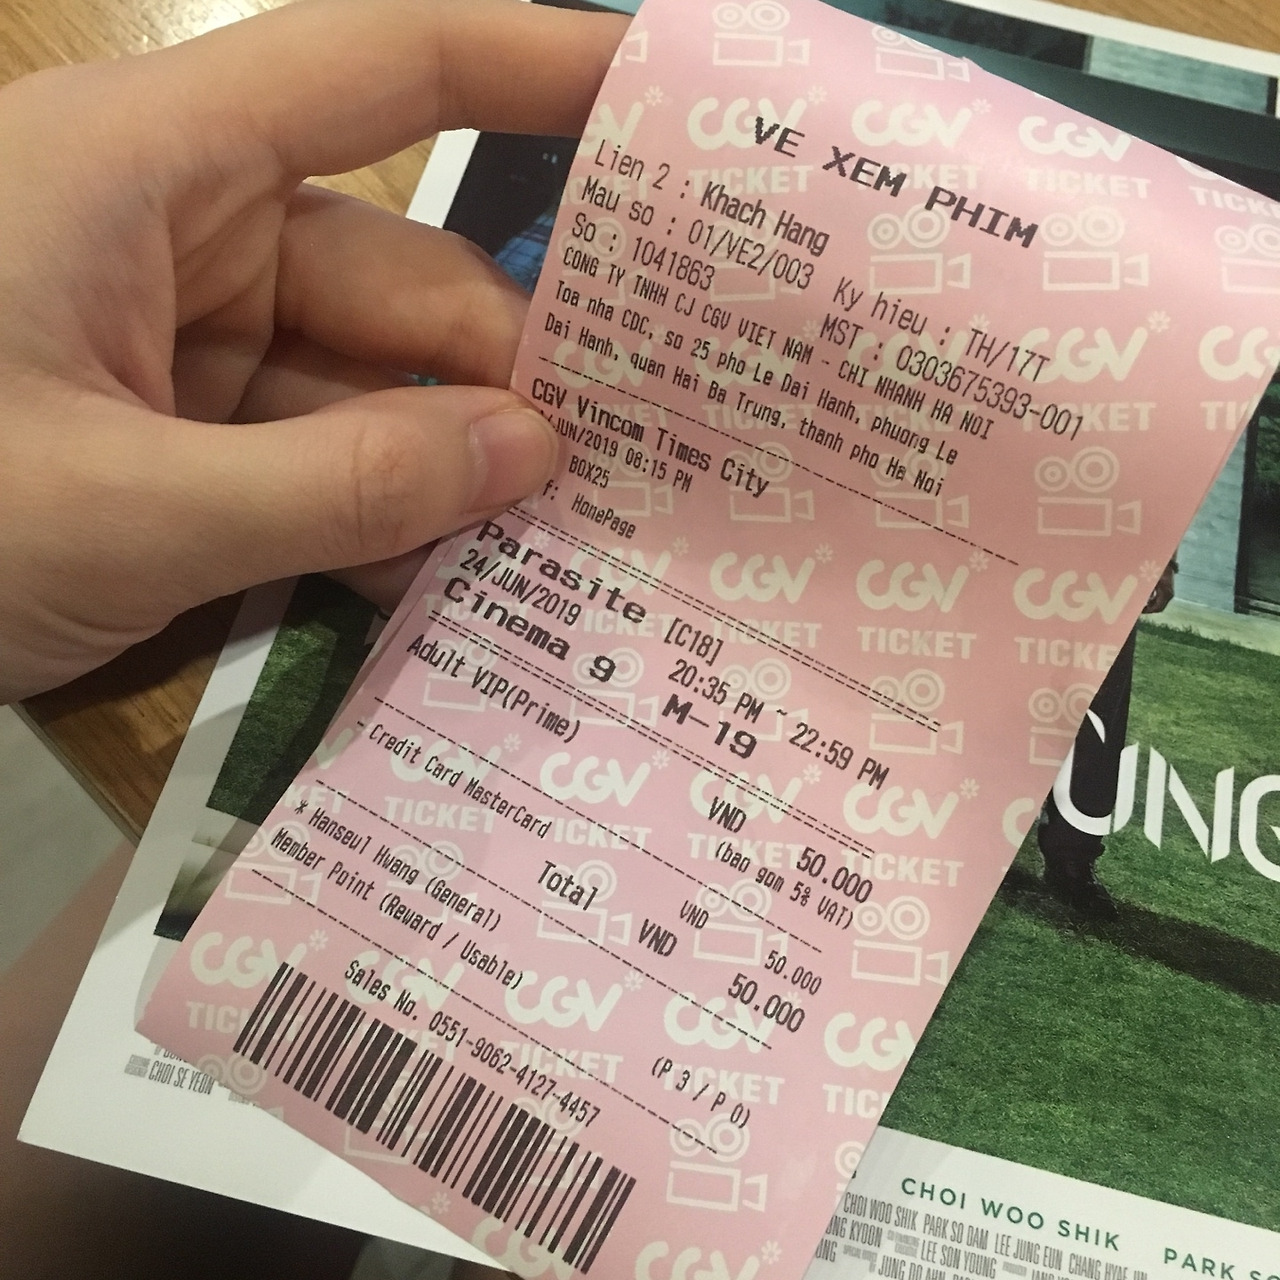 VE XEM PHIM
Lien 2 : Khach Hang
Mau so : 01/VE2/003 Ky hieu : TH/17T
So : 1041863 MST : 0303675393-001
CONG TY TNHH CJ CGV VIET NAM - CHI NHANH HA NOI
Toa nha CDC, so 25 pho Le Dai Hanh, phuong Le
Dai Hanh, quan Hai Ba Trung, thanh pho Ha Noi
CGV Vincom Times City
/JUN/2019 08:15 PM
BOX25
f: HonePage
Parasite [C18]
24/JUN/2019 20:35 PM ~ 22:59 PM
Cinema 9 M-19
Adult VIP(Prime) VND 50.000
(bao gom 5% VAT)
- Credit Card MasterCard VND 50.000
Total VND 50.000
* Hanseul Hwang (General)
Member Point (Reward / Usable) (P 3 / P 0)
Sales No. 0551-9062-4127-4457
CGV TICKET
UNG
CHOI WOO SHIK PARK SO
CHOI WOO SHIK PARK SO DAM LEE JUNG EUN CHANG HYAE JIN
LEE SON YOUNG
CHOI SE YEON